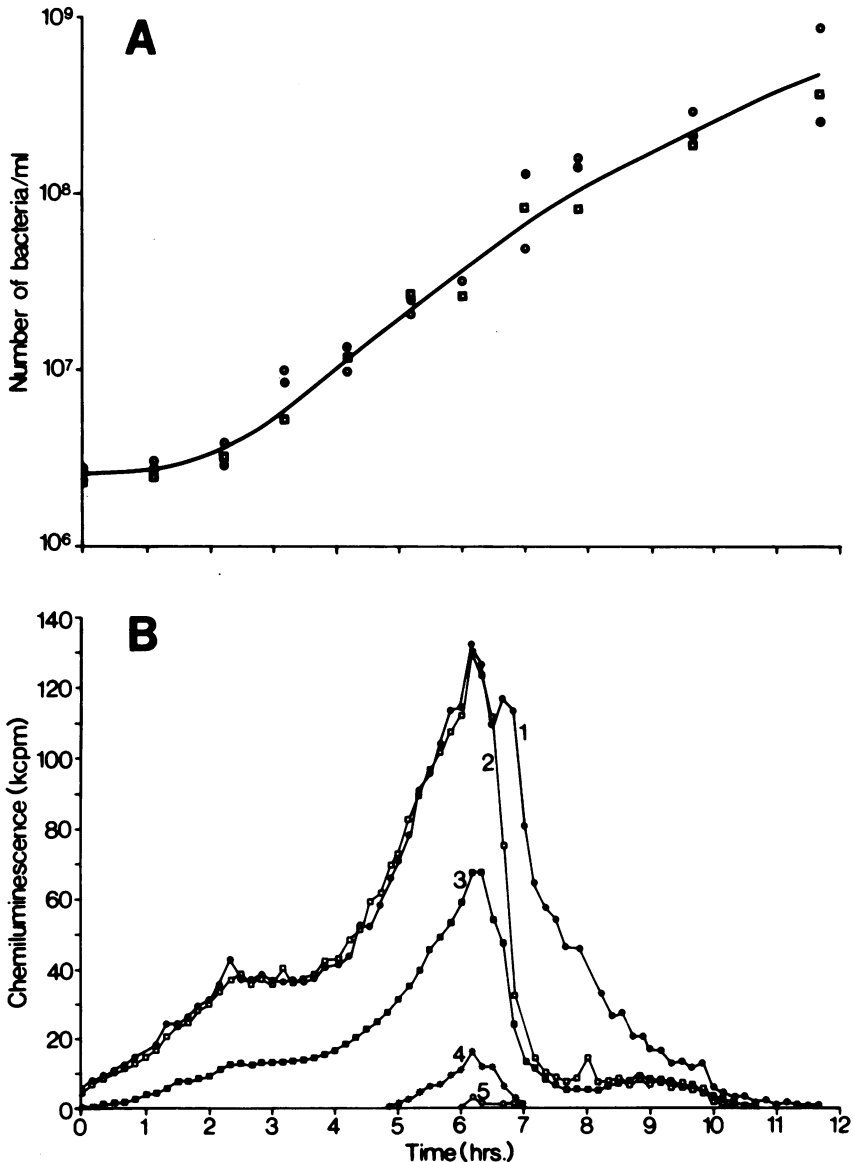 A
10⁹
10⁸
10⁷
10⁶
Number of bacteria/ml
B
140
120
100
80
60
40
20
0
Chemiluminescence (kcpm)
1
2
3
4
5
0 1 2 3 4 5 6 7 8 9 10 11 12
Time (hrs.)